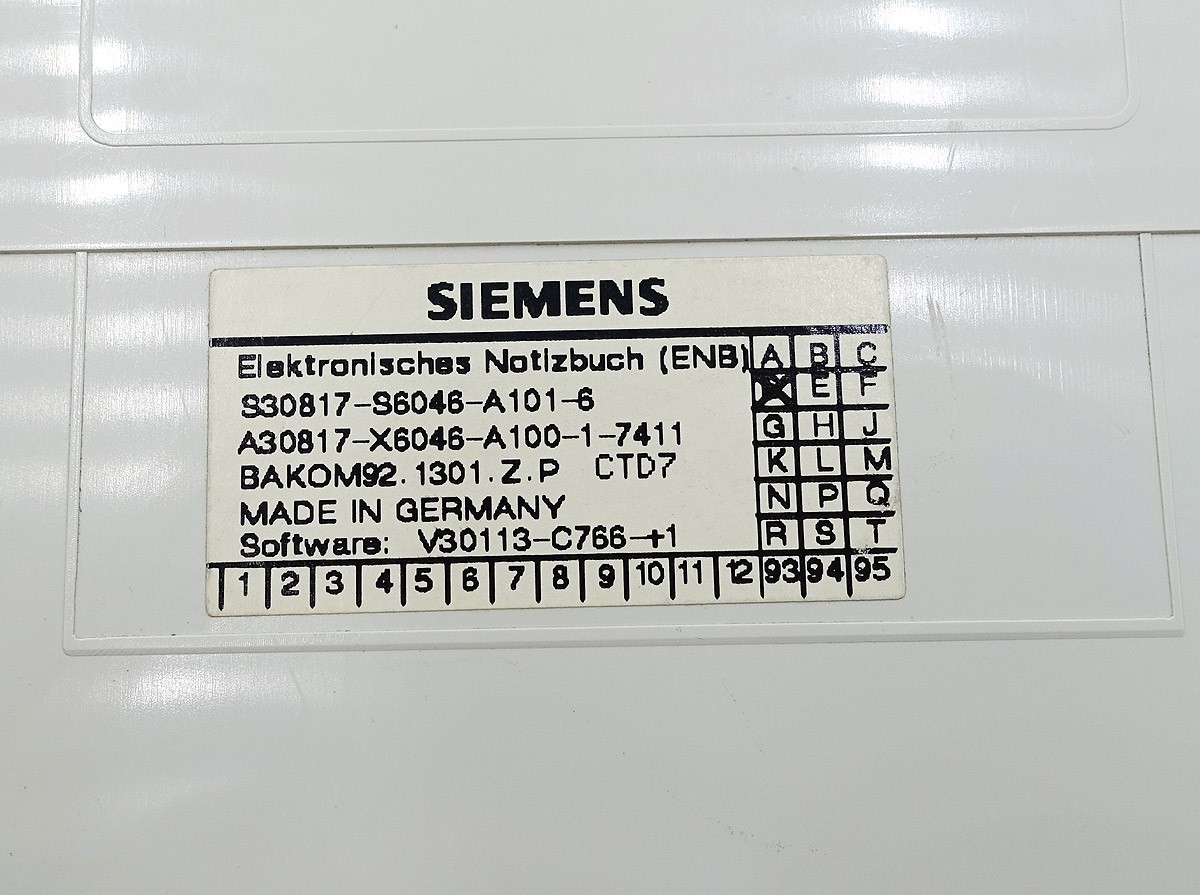 SIEMENS
Elektronisches Notizbuch (ENB) A B C
S30817-S6046-A101-6 E F
A30817-X6046-A100-1-7411 G H J
BAKOM92.1301.Z.P CTD7 K L M
MADE IN GERMANY N P Q
Software: V30113-C766-+1 R S T
1 2 3 4 5 6 7 8 9 10 11 12 93 94 95